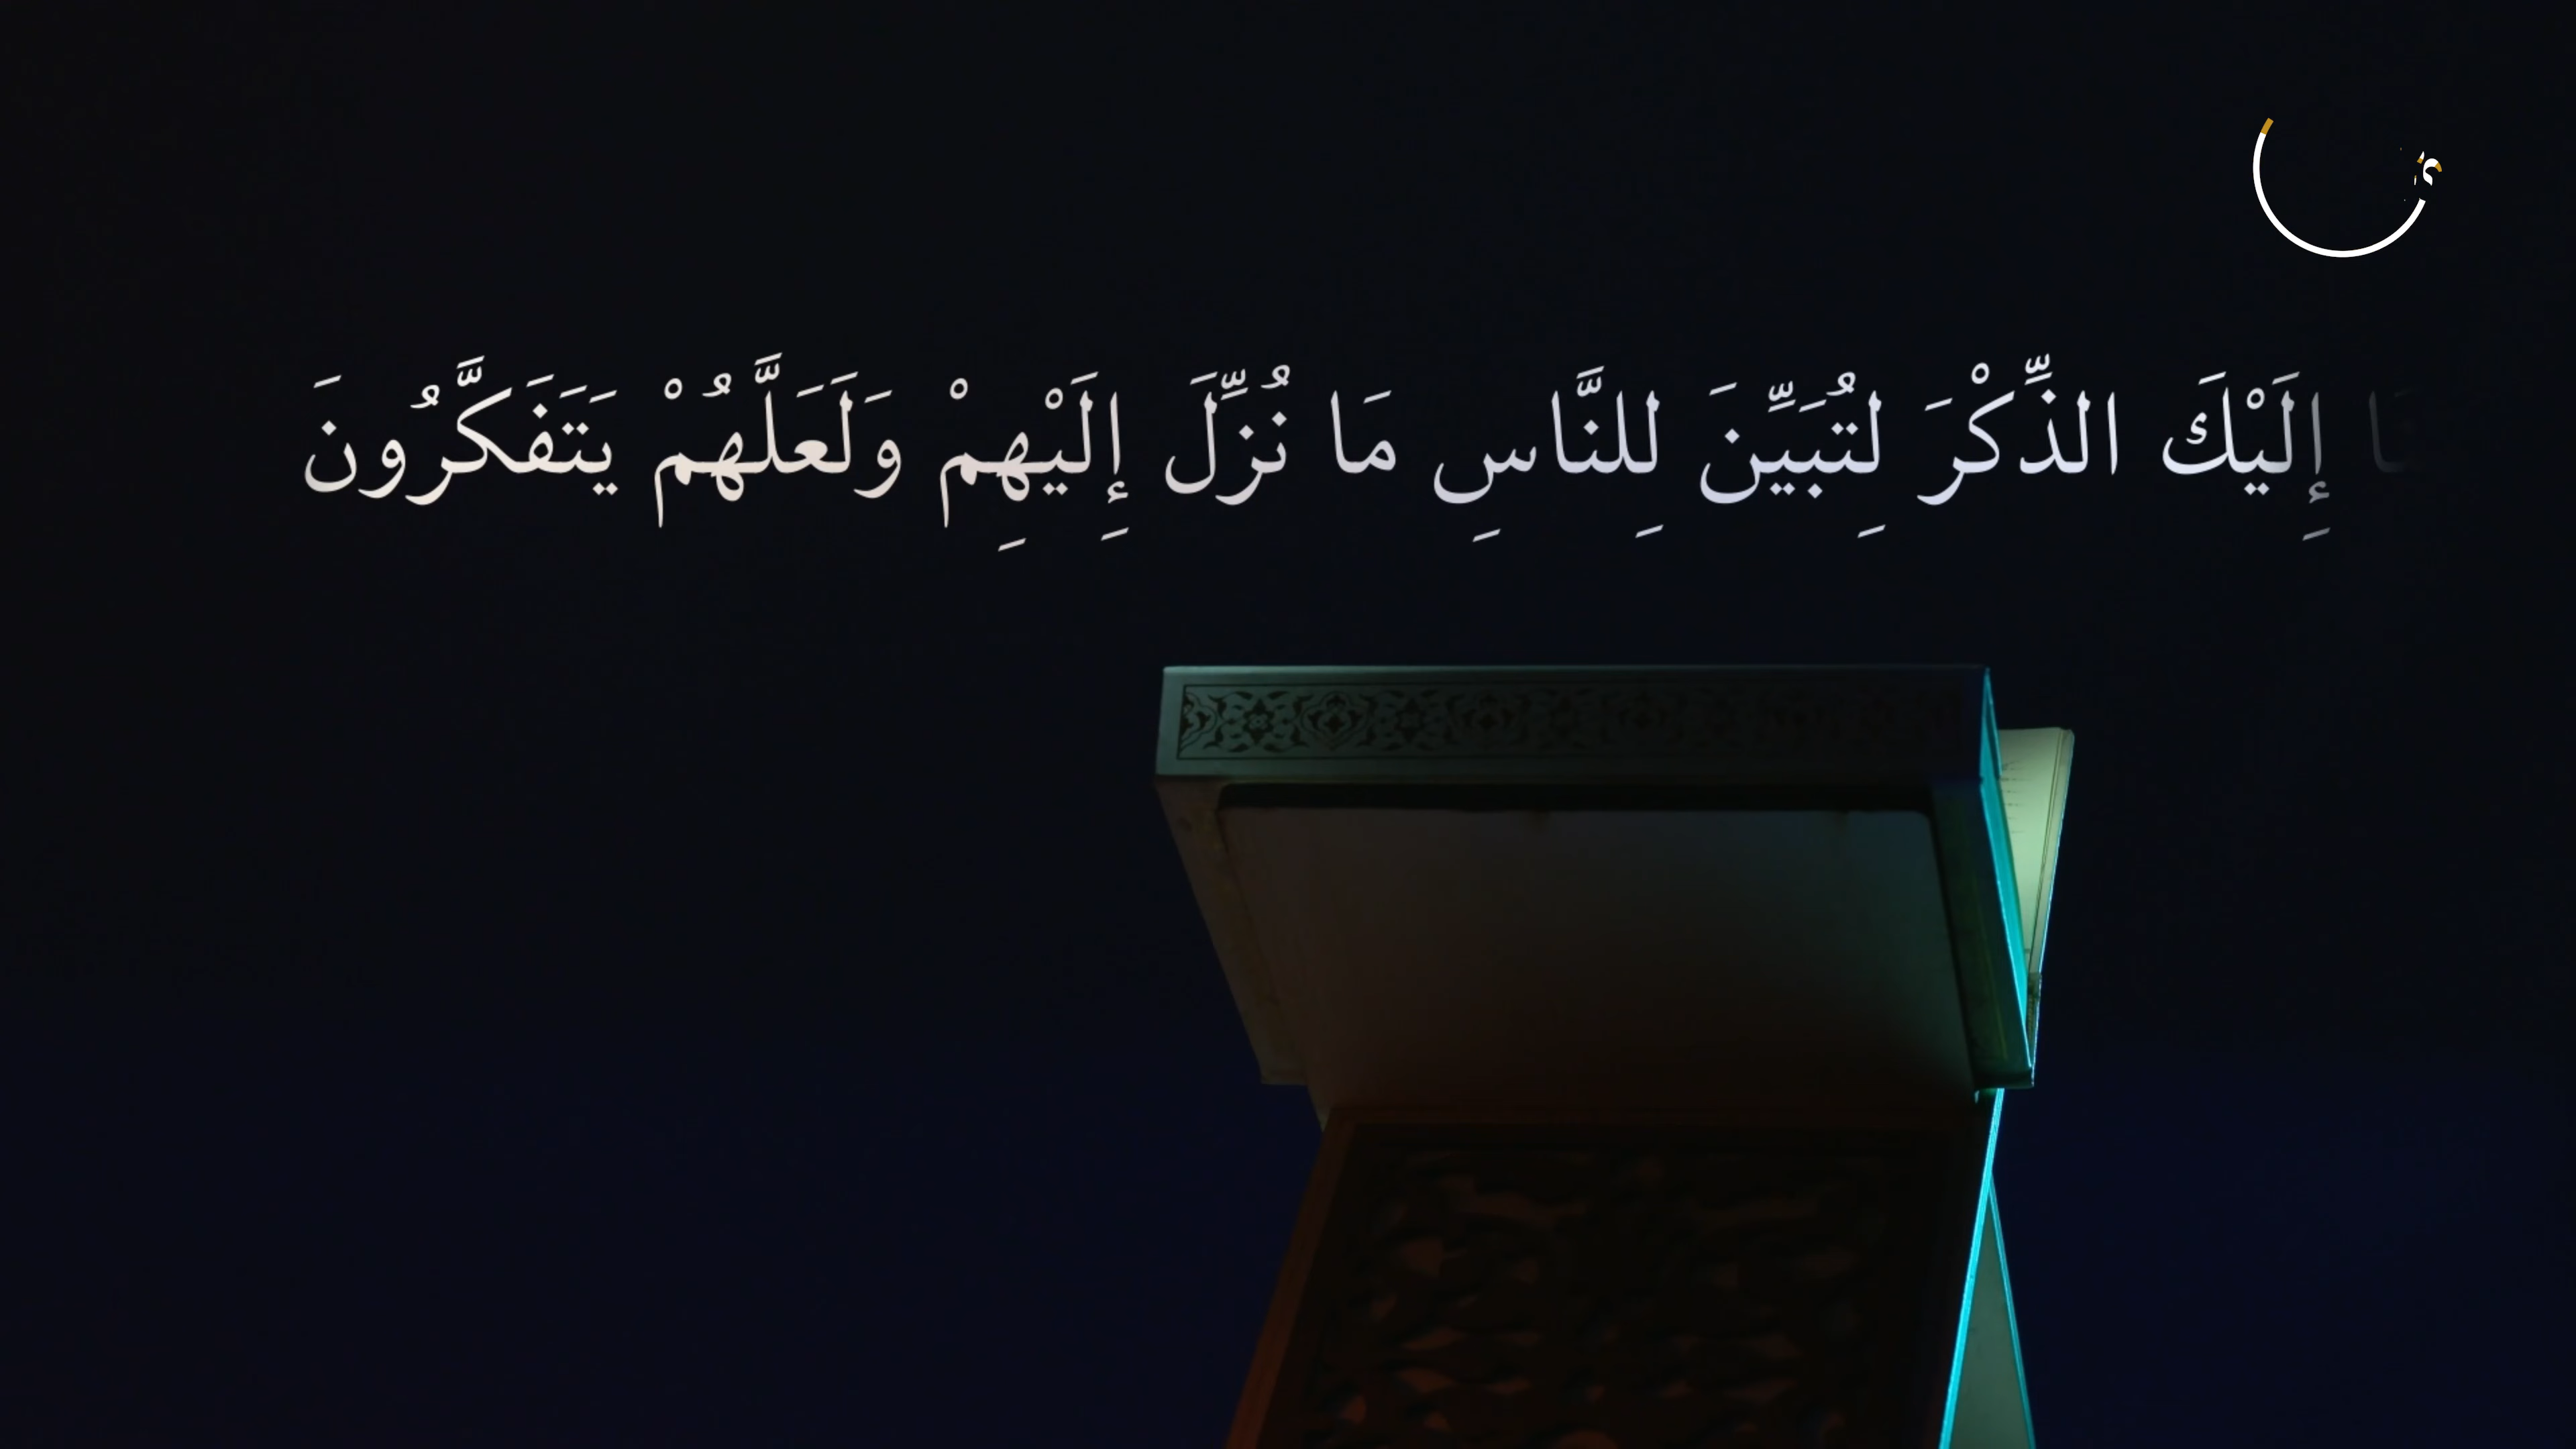 إِلَيْكَ الذِّكْرَ لِتُبَيِّنَ لِلنَّاسِ مَا نُزِّلَ إِلَيْهِمْ وَلَعَلَّهُمْ يَتَفَكَّرُونَ